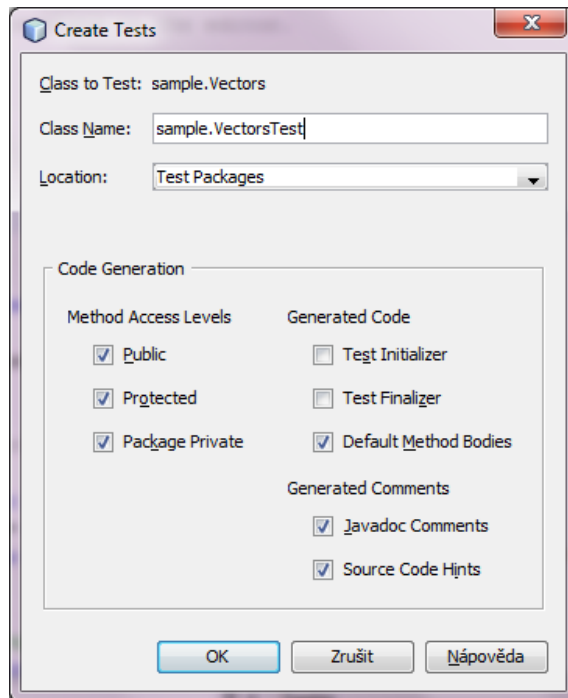 Create Tests
Class to Test: sample.Vectors
Class Name: sample.VectorsTest
Location: Test Packages
Code Generation
Method Access Levels Generated Code
Public Test Initializer
Protected Test Finalizer
Package Private Default Method Bodies
Generated Comments
Javadoc Comments
Source Code Hints
OK Zrušit Nápověda